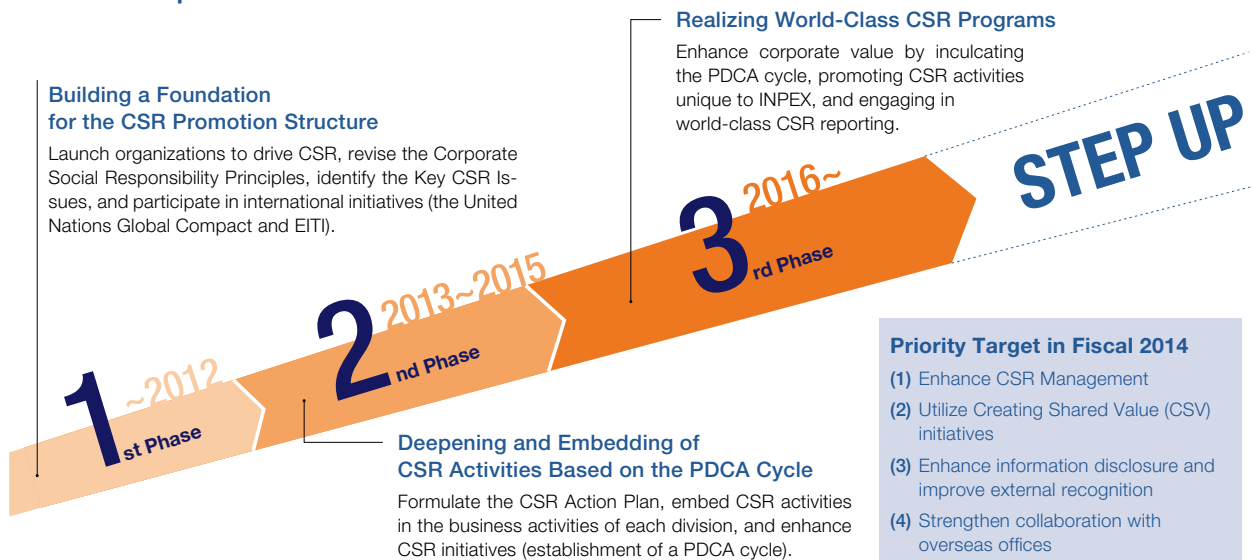 Building a Foundation
for the CSR Promotion Structure
Launch organizations to drive CSR, revise the Corporate
Social Responsibility Principles, identify the Key CSR Is-
sues, and participate in international initiatives (the United
Nations Global Compact and EITI).
Realizing World-Class CSR Programs
Enhance corporate value by inculcating
the PDCA cycle, promoting CSR activities
unique to INPEX, and engaging in
world-class CSR reporting.
STEP UP
1st Phase
~2012
2nd Phase
2013~2015
3rd Phase
2016~
Deepening and Embedding of
CSR Activities Based on the PDCA Cycle
Formulate the CSR Action Plan, embed CSR activities
in the business activities of each division, and enhance
CSR initiatives (establishment of a PDCA cycle).
Priority Target in Fiscal 2014
(1) Enhance CSR Management
(2) Utilize Creating Shared Value (CSV)
initiatives
(3) Enhance information disclosure and
improve external recognition
(4) Strengthen collaboration with
overseas offices